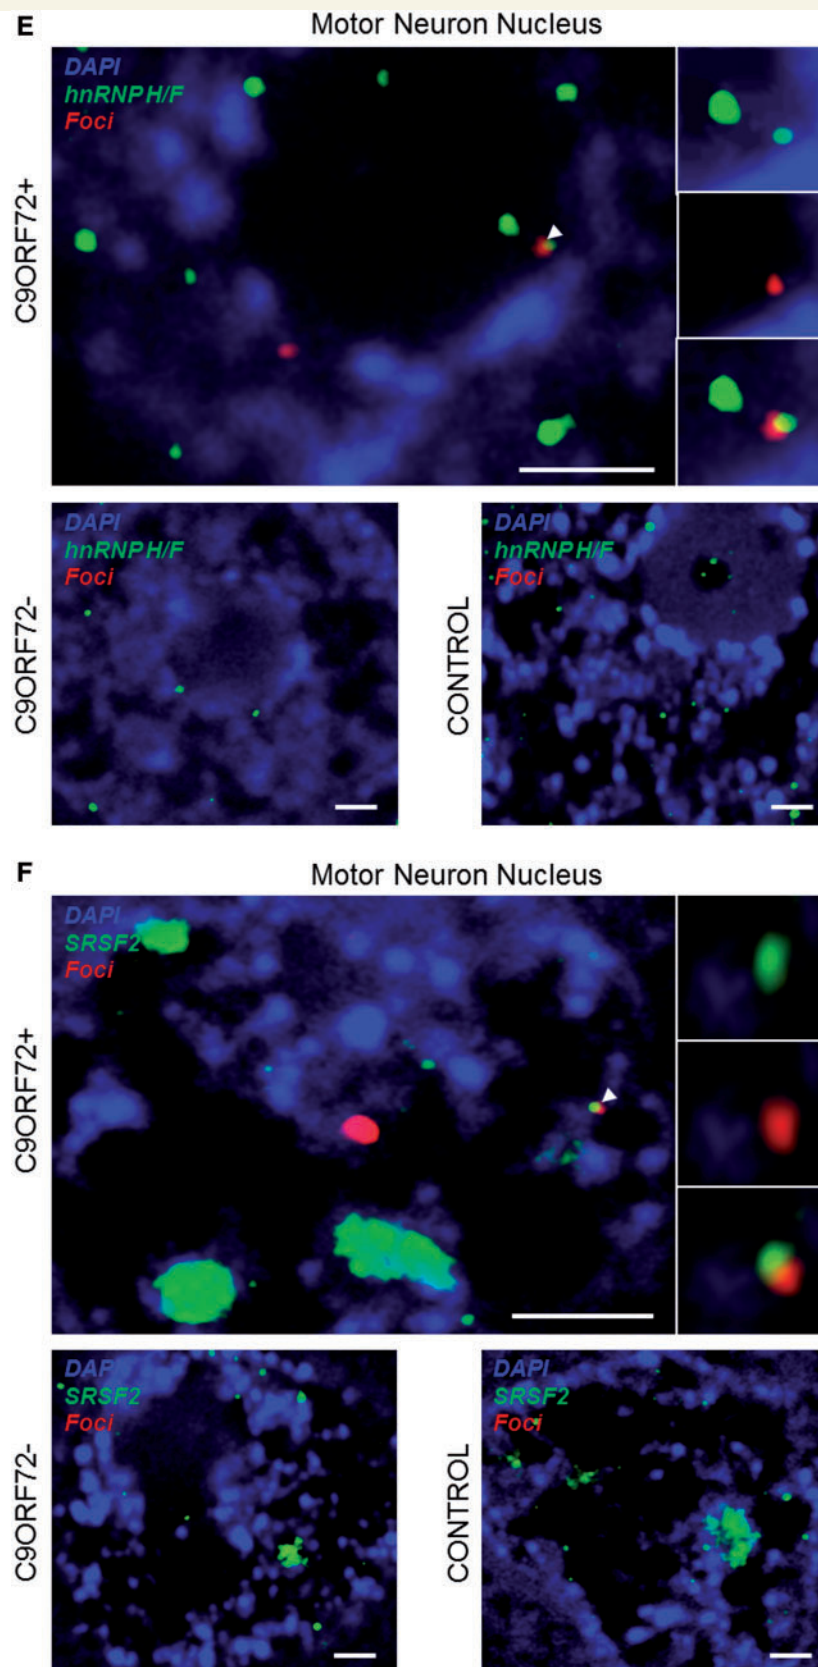 E
Motor Neuron Nucleus
C9ORF72+
DAPI
hnRNPH/F
Foci
C9ORF72-
DAPI
hnRNPH/F
Foci
CONTROL
DAPI
hnRNPH/F
Foci
F
Motor Neuron Nucleus
C9ORF72+
DAPI
SRSF2
Foci
C9ORF72-
DAPI
SRSF2
Foci
CONTROL
DAPI
SRSF2
Foci